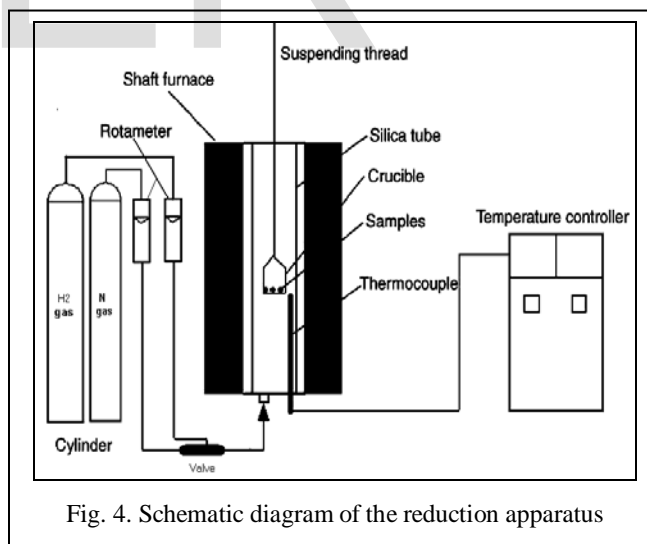 Suspending thread
Shaft furnace
Rotameter
Silica tube
Crucible
Samples
Temperature controller
Thermocouple
H2 gas
N gas
Cylinder
Valve
Fig. 4. Schematic diagram of the reduction apparatus